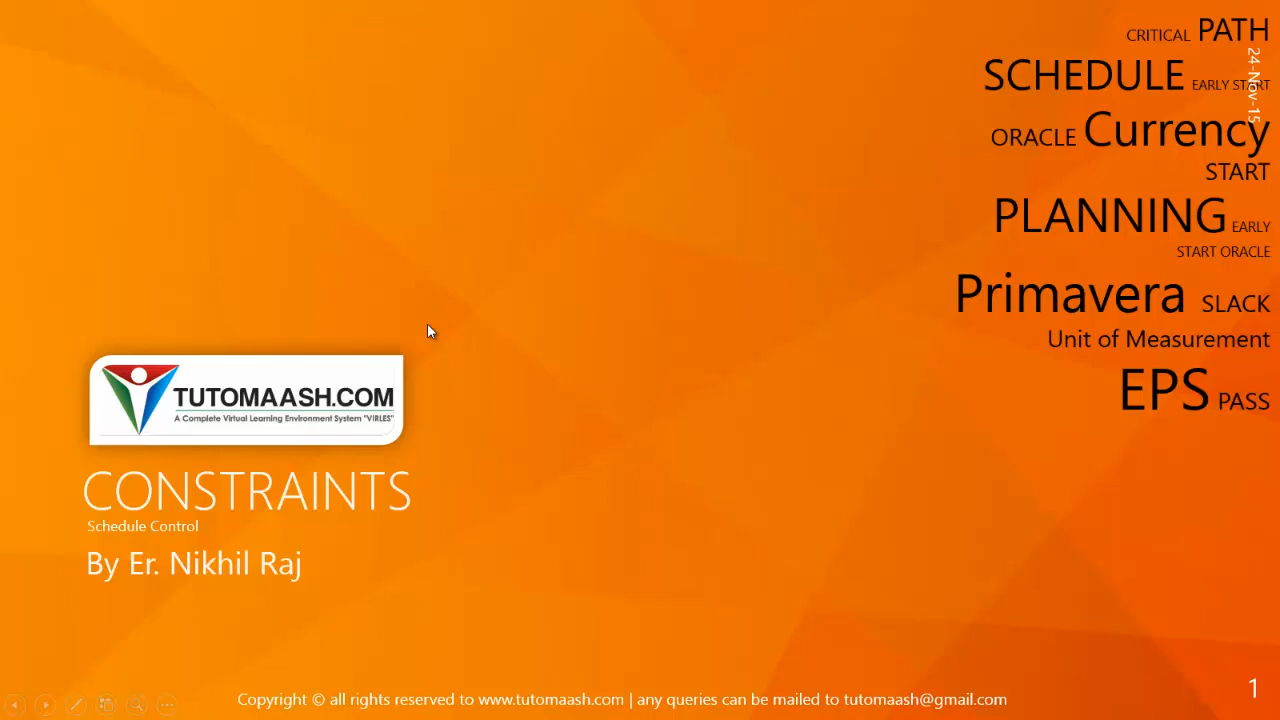 CRITICAL PATH
24-Nov-15
SCHEDULE EARLY START
ORACLE Currency
START
PLANNING EARLY
START ORACLE
Primavera SLACK
Unit of Measurement
EPS PASS
TUTOMAASH.COM
A Complete Virtual Learning Environment System "VIRLES"
CONSTRAINTS
Schedule Control
By Er. Nikhil Raj
Copyright © all rights reserved to www.tutomaash.com | any queries can be mailed to tutomaash@gmail.com
1